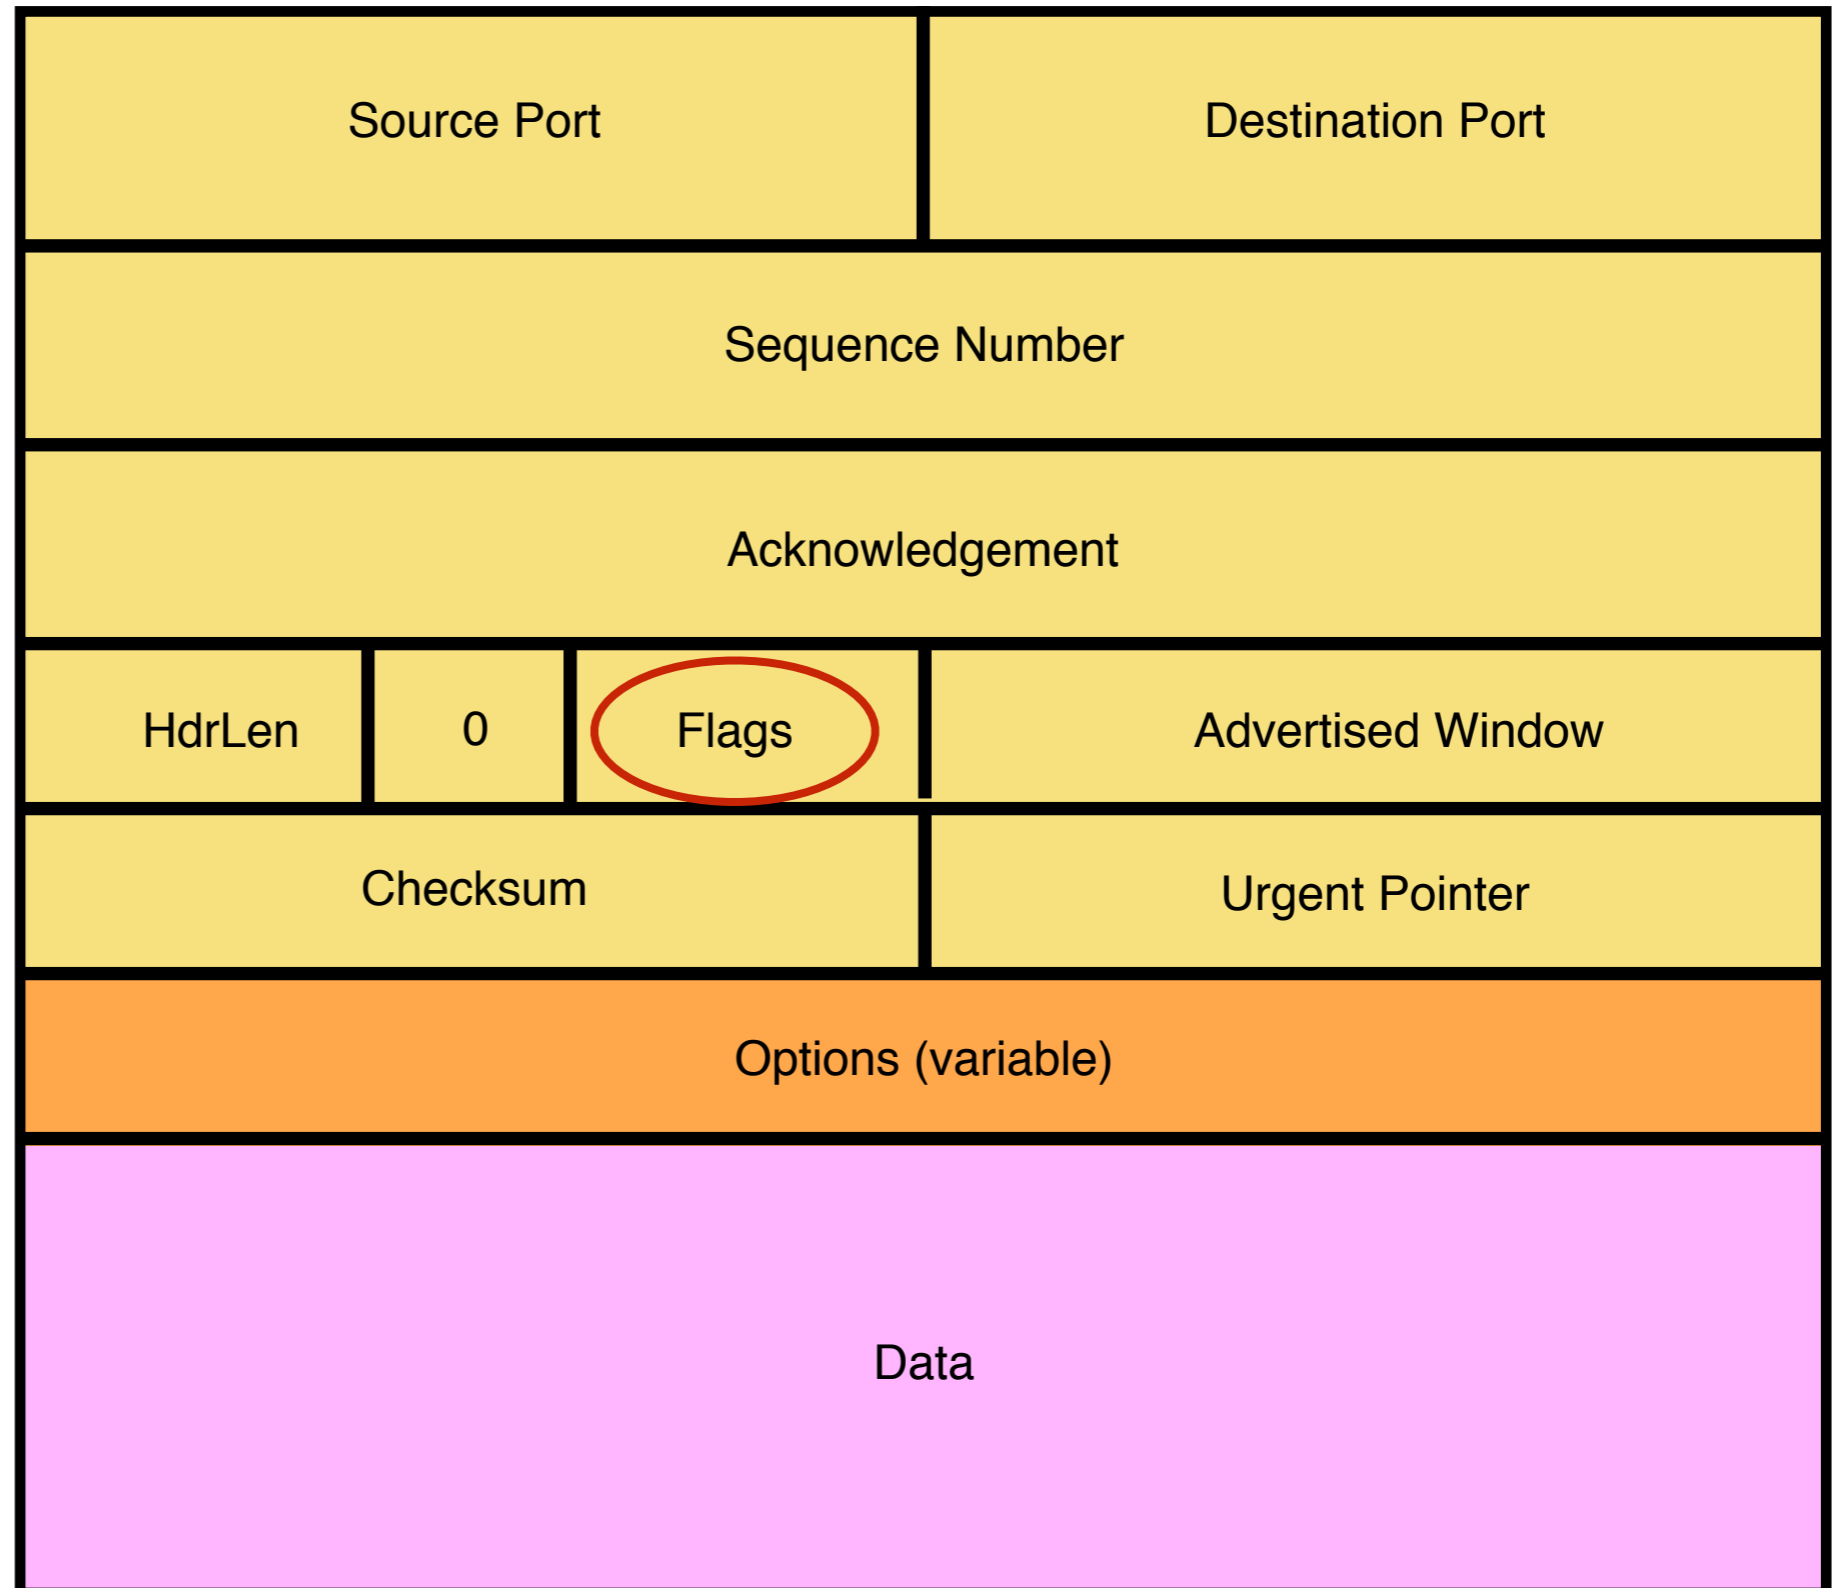 Source Port
Destination Port
Sequence Number
Acknowledgement
HdrLen
0
Flags
Advertised Window
Checksum
Urgent Pointer
Options (variable)
Data